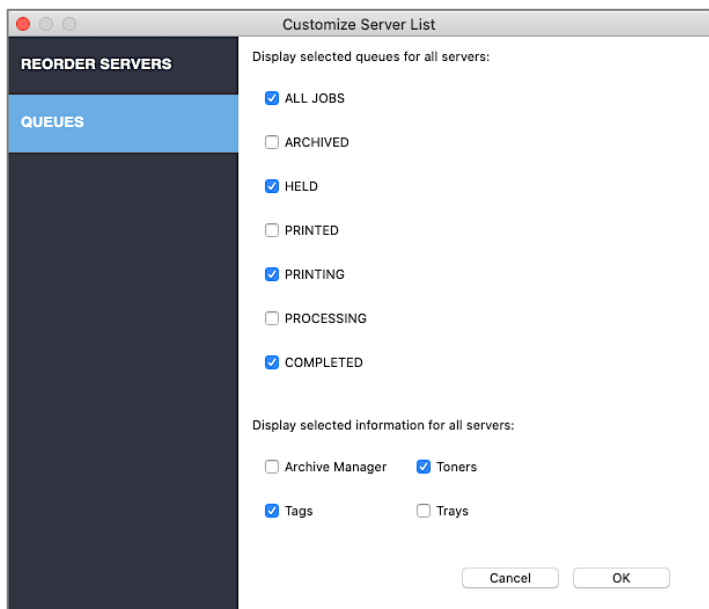 Customize Server List
REORDER SERVERS
QUEUES
Display selected queues for all servers:
ALL JOBS
ARCHIVED
HELD
PRINTED
PRINTING
PROCESSING
COMPLETED
Display selected information for all servers:
Archive Manager Toners
Tags Trays
Cancel OK